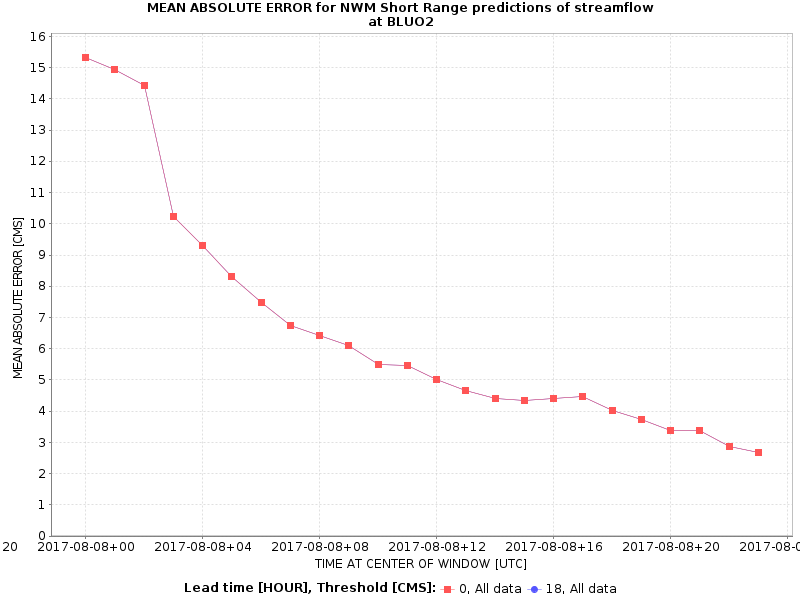 MEAN ABSOLUTE ERROR for NWM Short Range predictions of streamflow
at BLUO2
16
15
14
13
12
11
10
9
8
7
6
5
4
3
2
1
0
MEAN ABSOLUTE ERROR [CMS]
20 2017-08-08+00 2017-08-08+04 2017-08-08+08 2017-08-08+12 2017-08-08+16 2017-08-08+20 2017-08-0
TIME AT CENTER OF WINDOW [UTC]
Lead time [HOUR], Threshold [CMS]: 0, All data 18, All data